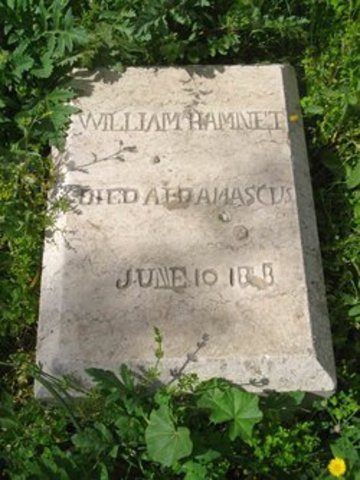 WILLIAM HAMNET
DIED AT DAMASCUS
JUNE 10